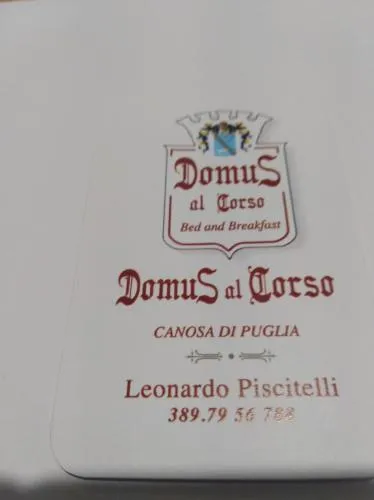 DomuS
al Corso
Bed and Breakfast
DomuS al Corso
CANOSA DI PUGLIA
Leonardo Piscitelli
389.79 56 788